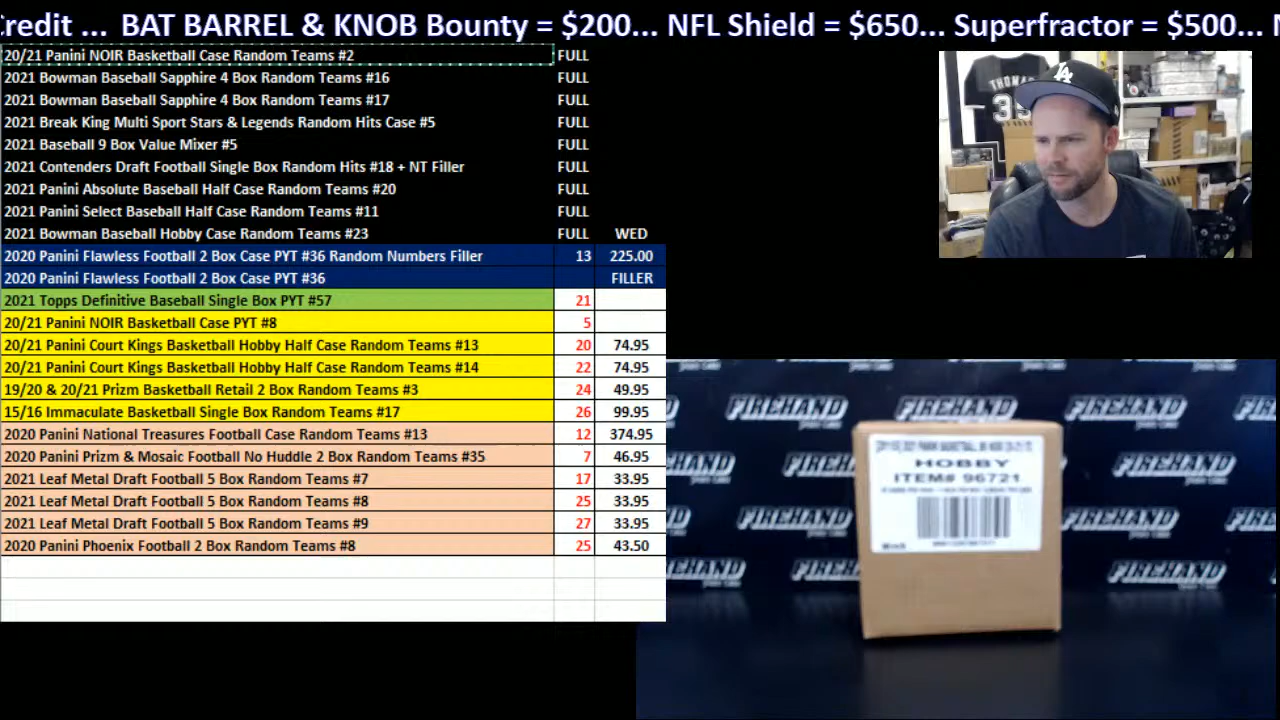 Credit ... BAT BARREL & KNOB Bounty = $200... NFL Shield = $650... Superfractor = $500...
20/21 Panini NOIR Basketball Case Random Teams #2 FULL
2021 Bowman Baseball Sapphire 4 Box Random Teams #16 FULL
2021 Bowman Baseball Sapphire 4 Box Random Teams #17 FULL
2021 Break King Multi Sport Stars & Legends Random Hits Case #5 FULL
2021 Baseball 9 Box Value Mixer #5 FULL
2021 Contenders Draft Football Single Box Random Hits #18 + NT Filler FULL
2021 Panini Absolute Baseball Half Case Random Teams #20 FULL
2021 Panini Select Baseball Half Case Random Teams #11 FULL
2021 Bowman Baseball Hobby Case Random Teams #23 FULL WED
2020 Panini Flawless Football 2 Box Case PYT #36 Random Numbers Filler 13 225.00
2020 Panini Flawless Football 2 Box Case PYT #36 FILLER
2021 Topps Definitive Baseball Single Box PYT #57 21
20/21 Panini NOIR Basketball Case PYT #8 5
20/21 Panini Court Kings Basketball Hobby Half Case Random Teams #13 20 74.95
20/21 Panini Court Kings Basketball Hobby Half Case Random Teams #14 22 74.95
19/20 & 20/21 Prizm Basketball Retail 2 Box Random Teams #3 24 49.95
15/16 Immaculate Basketball Single Box Random Teams #17 26 99.95
2020 Panini National Treasures Football Case Random Teams #13 12 374.95
2020 Panini Prizm & Mosaic Football No Huddle 2 Box Random Teams #35 7 46.95
2021 Leaf Metal Draft Football 5 Box Random Teams #7 17 33.95
2021 Leaf Metal Draft Football 5 Box Random Teams #8 25 33.95
2021 Leaf Metal Draft Football 5 Box Random Teams #9 27 33.95
2020 Panini Phoenix Football 2 Box Random Teams #8 25 43.50
THOMAS
LA
FIREHAND FIREHAND FIREHAND
FIREHAND
FIREHAND
FIREHAND
FIREHAND
HOBBY
ITEM# 96721